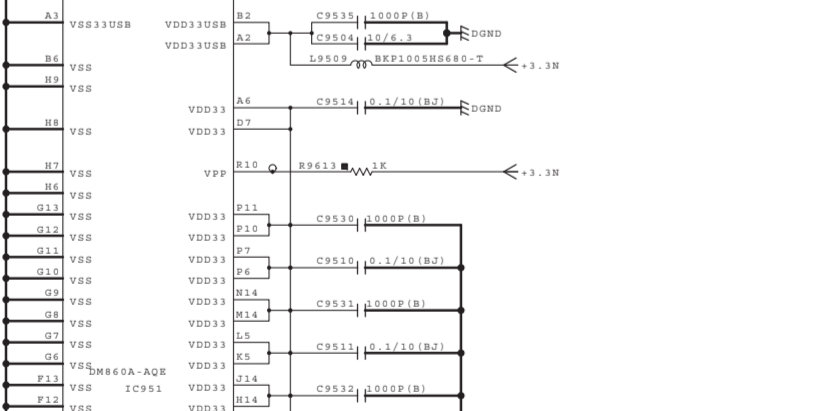 A3 VSS33USB VDD33USB B2 C9535 1000P(B)
VDD33USB A2 C9504 10/6.3 DGND
B6 VSS L9509 BKP1005HS680-T +3.3N
H9 VSS
VDD33 A6 C9514 0.1/10(BJ) DGND
H8 VSS VDD33 D7
H7 VSS VPP R10 R9613 1K +3.3N
H6 VSS
G13 VSS VDD33 P11 C9530 1000P(B)
G12 VSS VDD33 P10
G11 VSS VDD33 P7 C9510 0.1/10(BJ)
G10 VSS VDD33 P6
G9 VSS VDD33 N14 C9531 1000P(B)
G8 VSS VDD33 M14
G7 VSS VDD33 L5 C9511 0.1/10(BJ)
G6 VSS VDD33 K5
DM860A-AQE
F13 VSS IC951 VDD33 J14 C9532 1000P(B)
F12 VSS VDD33 H14